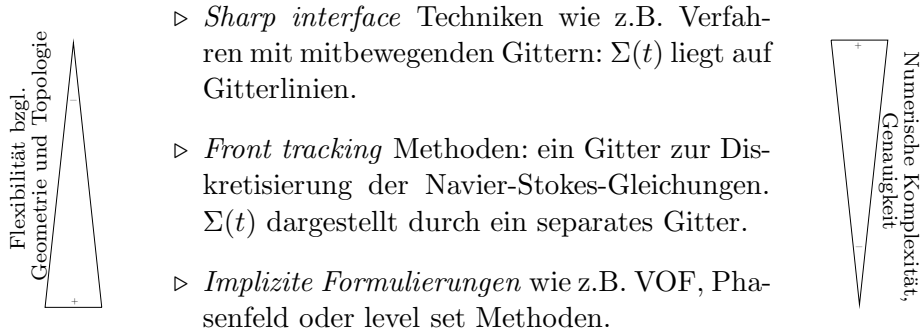 Flexibilität bzgl.
Geometrie und Topologie
−
+
▷ Sharp interface Techniken wie z.B. Verfah-
ren mit mitbewegenden Gittern: Σ(t) liegt auf
Gitterlinien.
▷ Front tracking Methoden: ein Gitter zur Dis-
kretisierung der Navier-Stokes-Gleichungen.
Σ(t) dargestellt durch ein separates Gitter.
▷ Implizite Formulierungen wie z.B. VOF, Pha-
senfeld oder level set Methoden.
+
−
Numerische Komplexität,
Genauigkeit